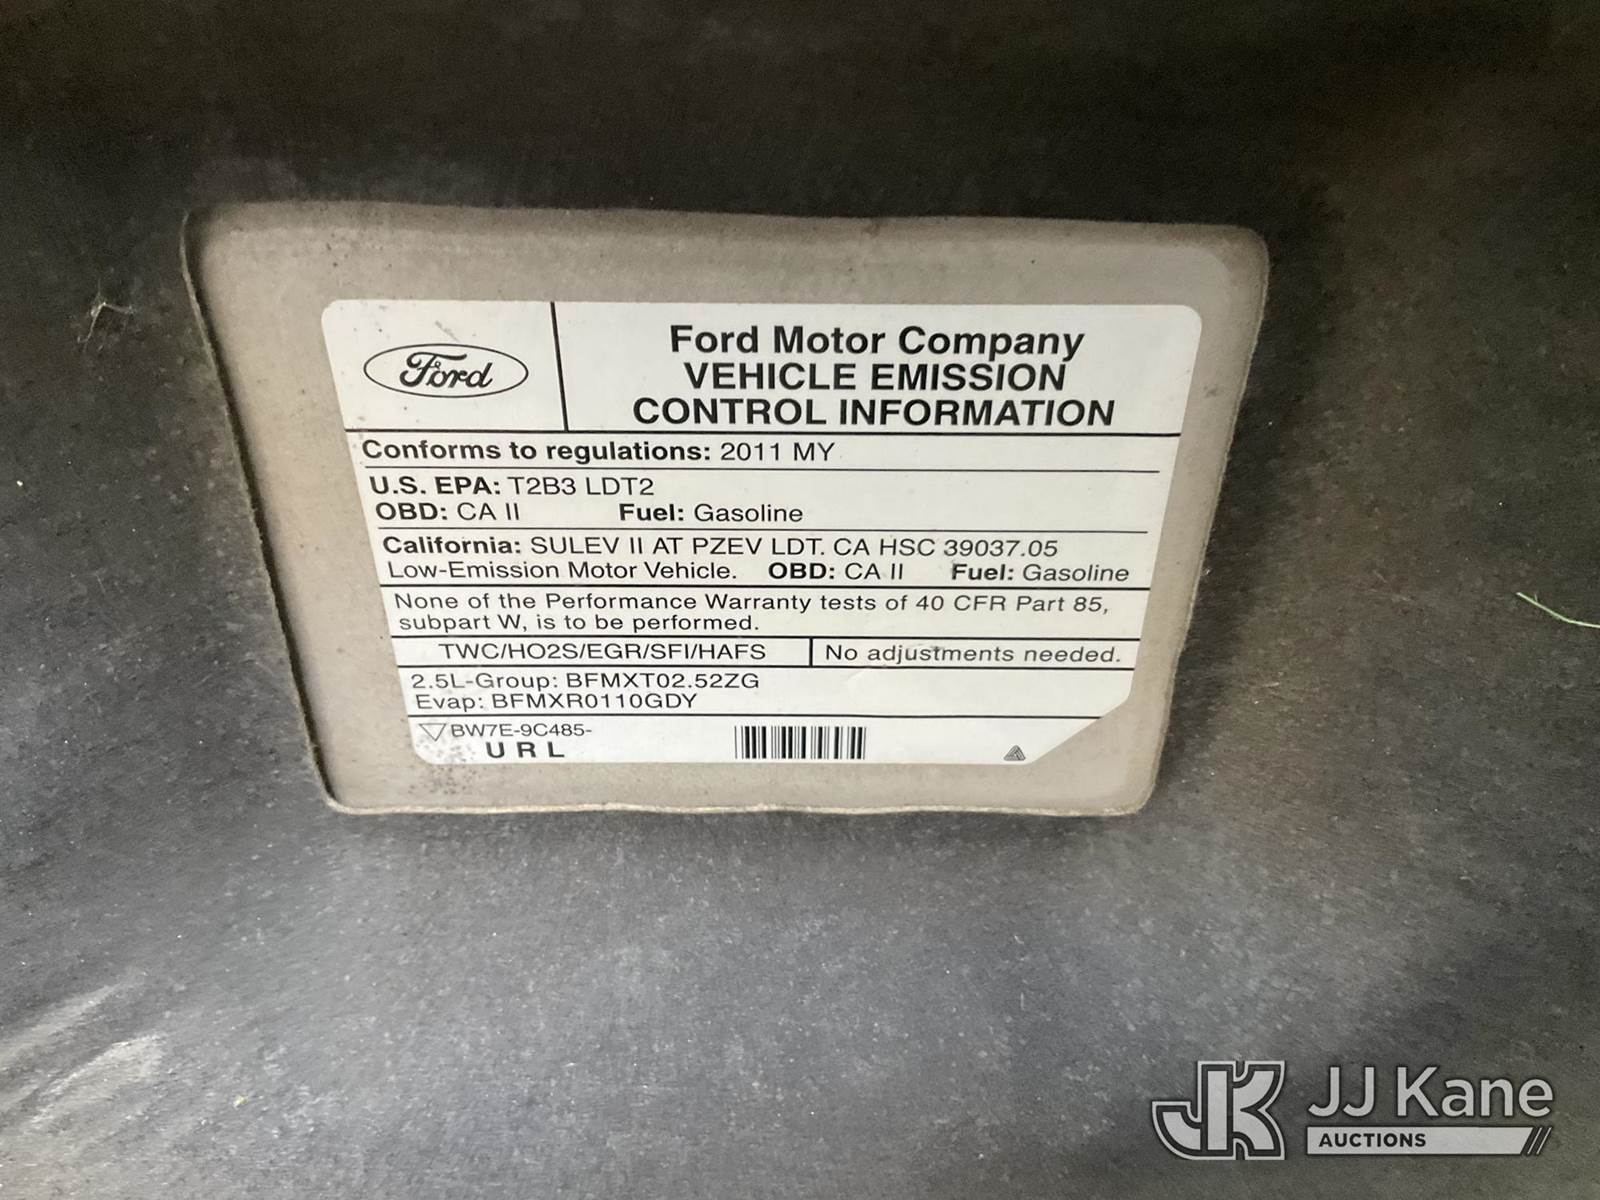 Ford
Ford Motor Company
VEHICLE EMISSION
CONTROL INFORMATION
Conforms to regulations: 2011 MY
U.S. EPA: T2B3 LDT2
OBD: CA II Fuel: Gasoline
California: SULEV II AT PZEV LDT. CA HSC 39037.05
Low-Emission Motor Vehicle. OBD: CA II Fuel: Gasoline
None of the Performance Warranty tests of 40 CFR Part 85,
subpart W, is to be performed.
TWC/HO2S/EGR/SFI/HAFS No adjustments needed.
2.5L-Group: BFMXT02.52ZG
Evap: BFMXR0110GDY
BW7E-9C485-
URL
JK JJ Kane
AUCTIONS